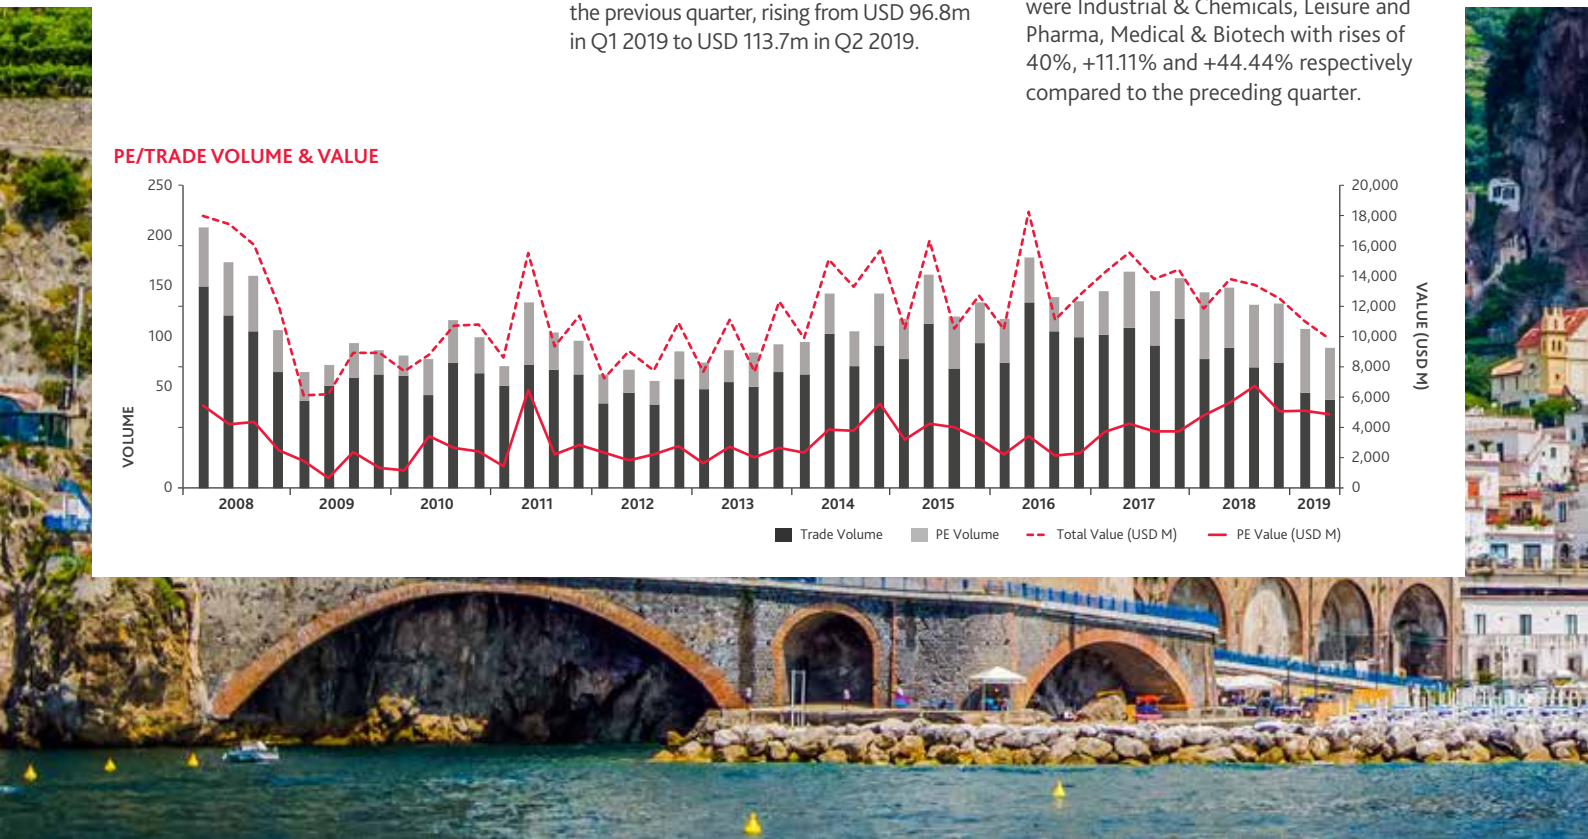 the previous quarter, rising from USD 96.8m
in Q1 2019 to USD 113.7m in Q2 2019.
were Industrial & Chemicals, Leisure and
Pharma, Medical & Biotech with rises of
40%, +11.11% and +44.44% respectively
compared to the preceding quarter.
PE/TRADE VOLUME & VALUE
250
200
150
100
50
0
VOLUME
20,000
18,000
16,000
14,000
12,000
10,000
8,000
6,000
4,000
2,000
0
VALUE (USD M)
2008 2009 2010 2011 2012 2013 2014 2015 2016 2017 2018 2019
Trade Volume PE Volume Total Value (USD M) PE Value (USD M)